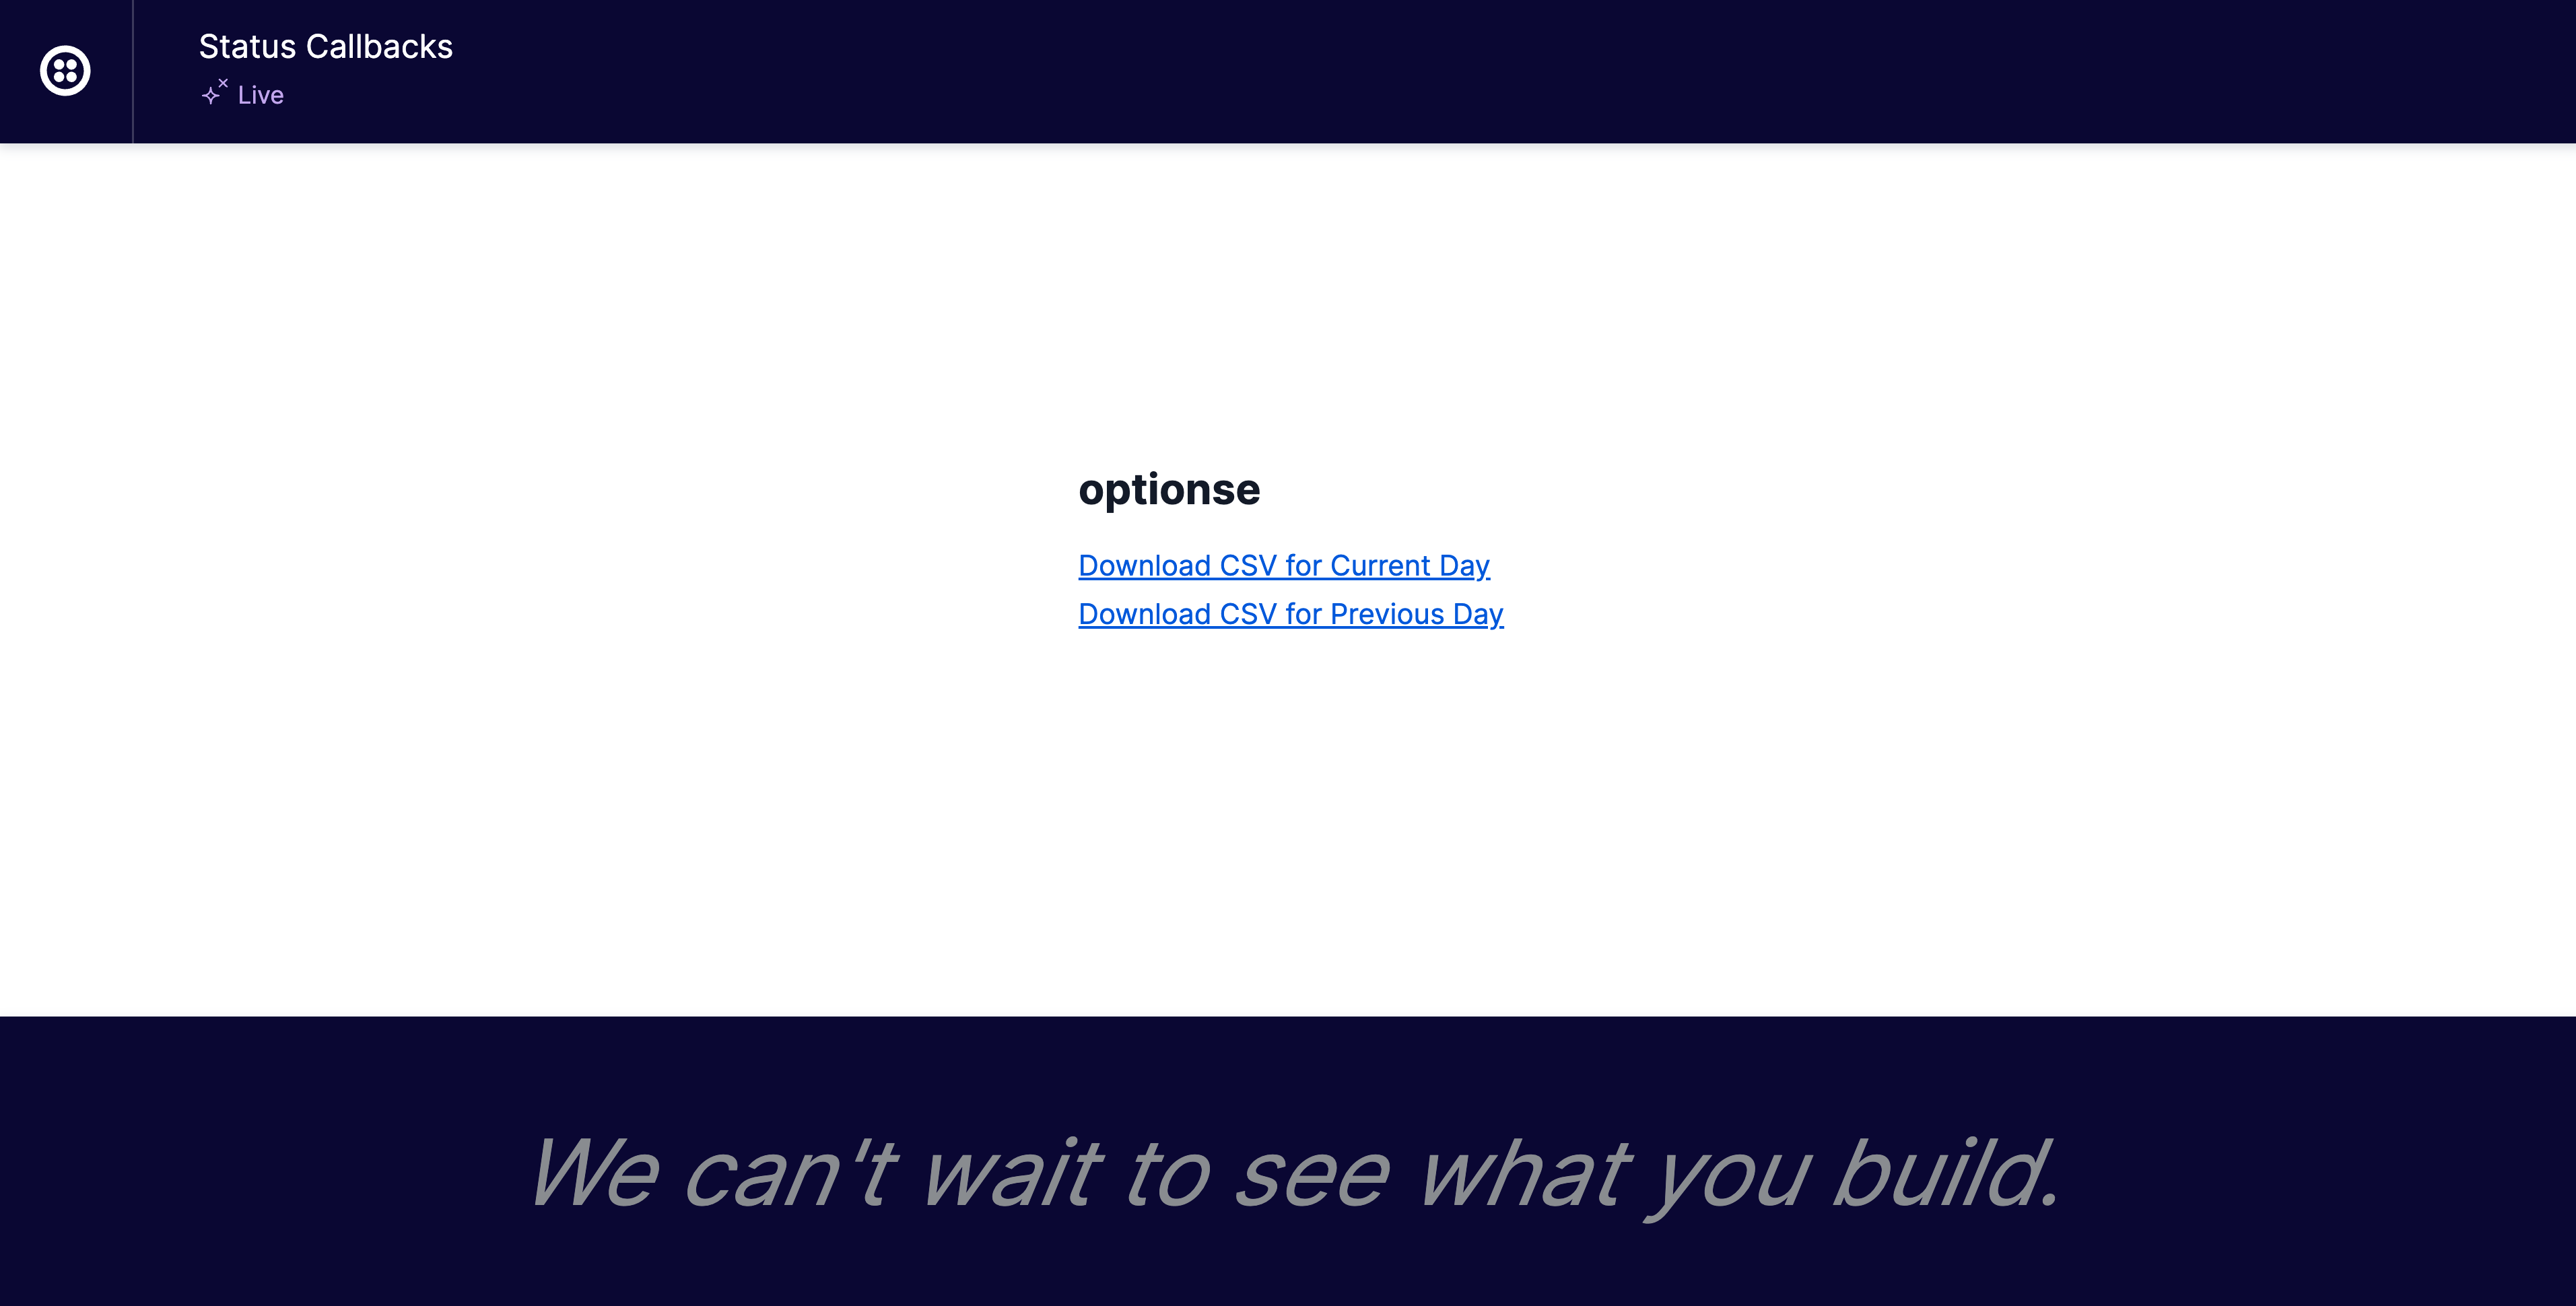 Status Callbacks
Live
optionse
Download CSV for Current Day
Download CSV for Previous Day
We can't wait to see what you build.